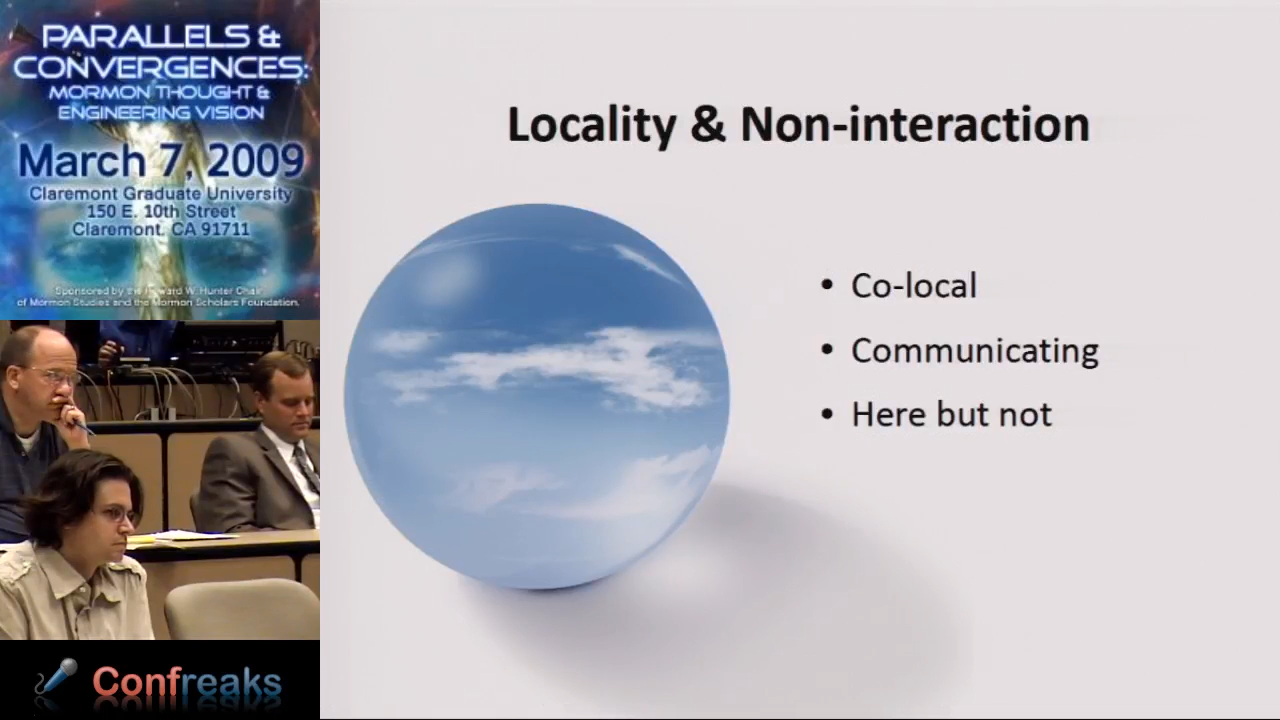 PARALLELS &
CONVERGENCES:
MORMON THOUGHT &
ENGINEERING VISION
March 7, 2009
Claremont Graduate University
150 E. 10th Street
Claremont, CA 91711
Sponsored by the Howard W. Hunter Chair
of Mormon Studies and the Mormon Scholars Foundation.
Confreaks
Locality & Non-interaction
• Co-local
• Communicating
• Here but not